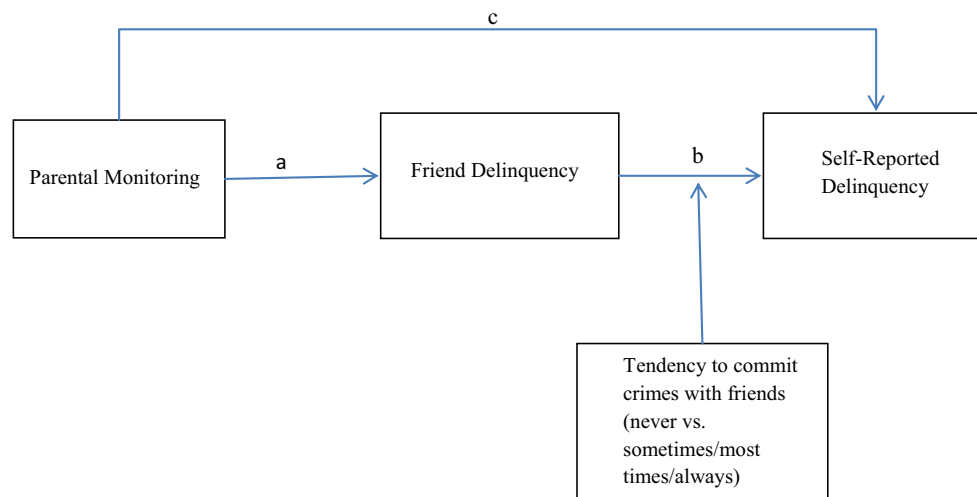 c
Parental Monitoring
a
Friend Delinquency
b
Self-Reported
Delinquency
Tendency to commit
crimes with friends
(never vs.
sometimes/most
times/always)